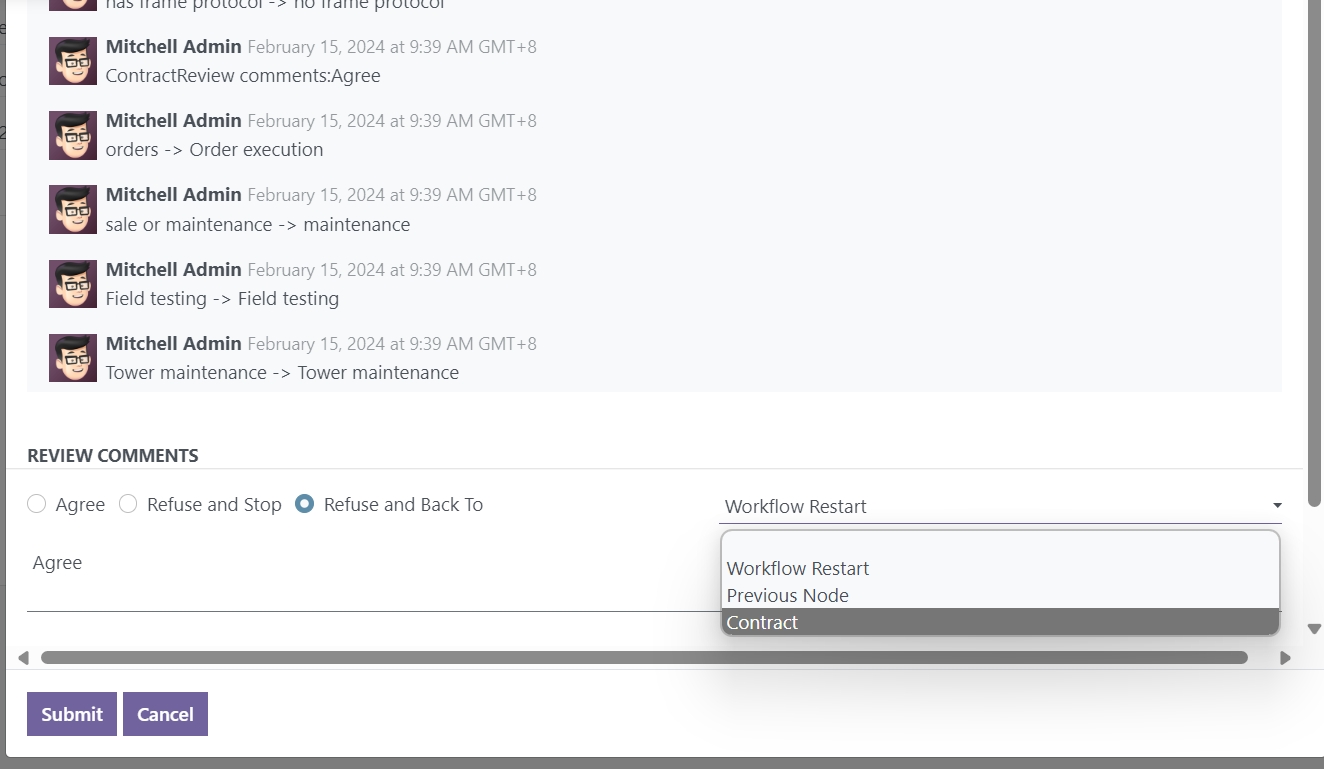 has frame protocol -> no frame protocol
Mitchell Admin February 15, 2024 at 9:39 AM GMT+8
ContractReview comments:Agree
Mitchell Admin February 15, 2024 at 9:39 AM GMT+8
orders -> Order execution
Mitchell Admin February 15, 2024 at 9:39 AM GMT+8
sale or maintenance -> maintenance
Mitchell Admin February 15, 2024 at 9:39 AM GMT+8
Field testing -> Field testing
Mitchell Admin February 15, 2024 at 9:39 AM GMT+8
Tower maintenance -> Tower maintenance
REVIEW COMMENTS
Agree Refuse and Stop Refuse and Back To Workflow Restart
Agree
Workflow Restart
Previous Node
Contract
Submit Cancel